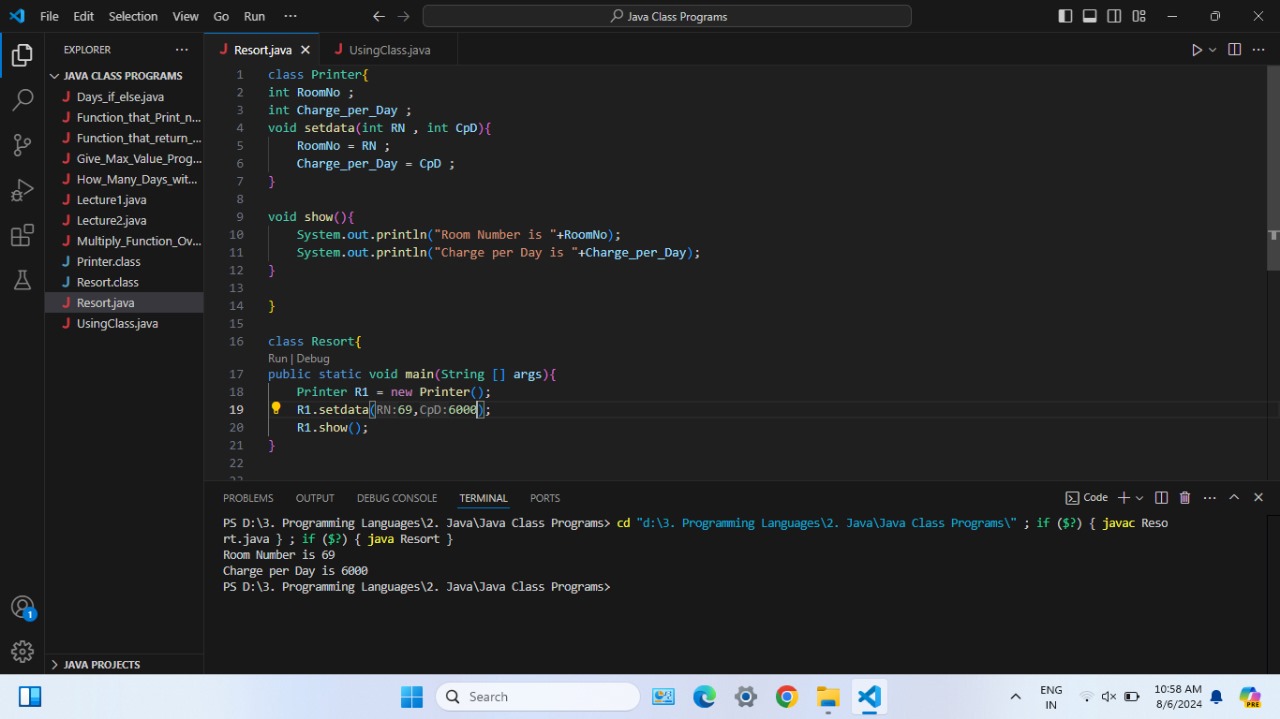 File Edit Selection View Go Run ··· Java Class Programs
EXPLORER ···
JAVA CLASS PROGRAMS
Days_if_else.java
Function_that_Print_n...
Function_that_return_...
Give_Max_Value_Prog...
How_Many_Days_wit...
Lecture1.java
Lecture2.java
Multiply_Function_Ov...
Printer.class
Resort.class
Resort.java
UsingClass.java
JAVA PROJECTS
Resort.java UsingClass.java
1 class Printer{
2 int RoomNo ;
3 int Charge_per_Day ;
4 void setdata(int RN , int CpD){
5 RoomNo = RN ;
6 Charge_per_Day = CpD ;
7 }
8
9 void show(){
10 System.out.println("Room Number is "+RoomNo);
11 System.out.println("Charge per Day is "+Charge_per_Day);
12 }
13
14 }
15
16 class Resort{
Run | Debug
17 public static void main(String [] args){
18 Printer R1 = new Printer();
19 R1.setdata(RN:69,CpD:6000);
20 R1.show();
21 }
22
23
PROBLEMS OUTPUT DEBUG CONSOLE TERMINAL PORTS Code
PS D:\3. Programming Languages\2. Java\Java Class Programs> cd "d:\3. Programming Languages\2. Java\Java Class Programs\" ; if ($?) { javac Reso
rt.java } ; if ($?) { java Resort }
Room Number is 69
Charge per Day is 6000
PS D:\3. Programming Languages\2. Java\Java Class Programs>
1
Search
ENG
IN
10:58 AM
8/6/2024
PRE